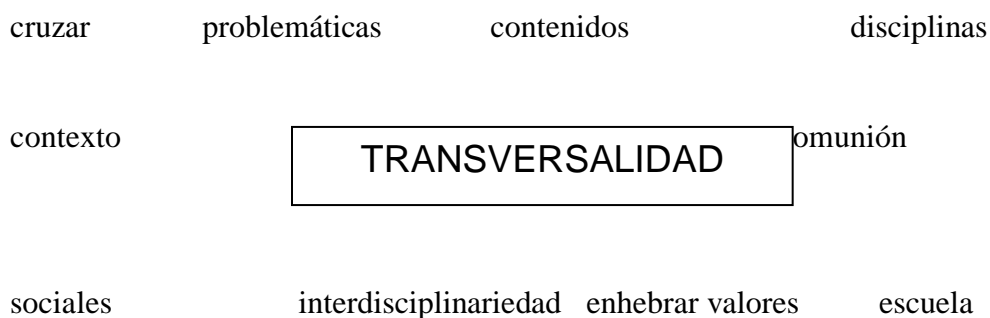 cruzar problemáticas contenidos disciplinas
contexto TRANSVERSALIDAD omunión
sociales interdisciplinariedad enhebrar valores escuela